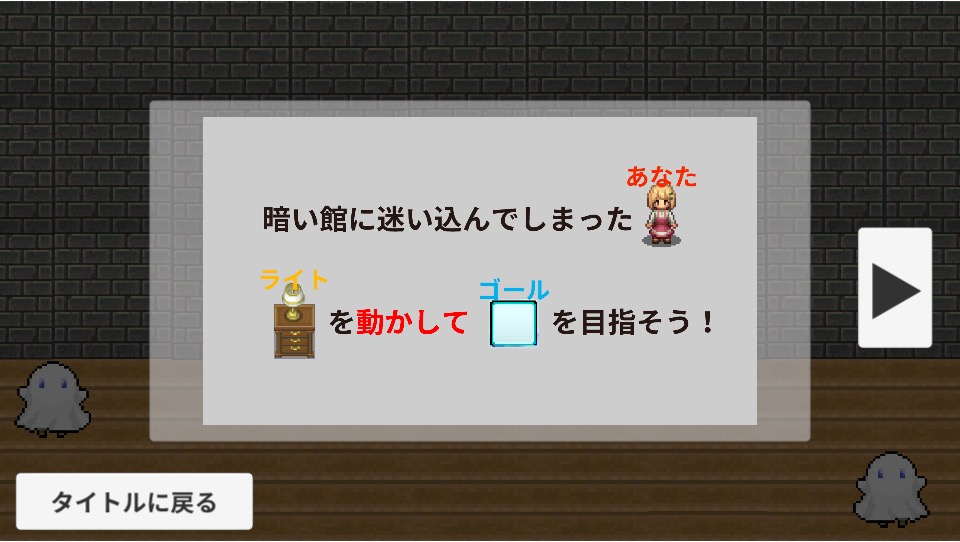 あなた
暗い館に迷い込んでしまった
ライト
ゴール
を動かして を目指そう！
タイトルに戻る